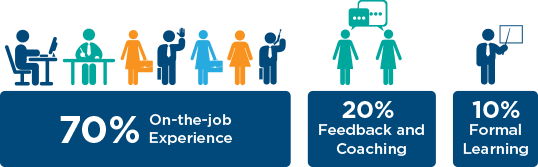 70% On-the-job
Experience
20%
Feedback and
Coaching
10%
Formal
Learning